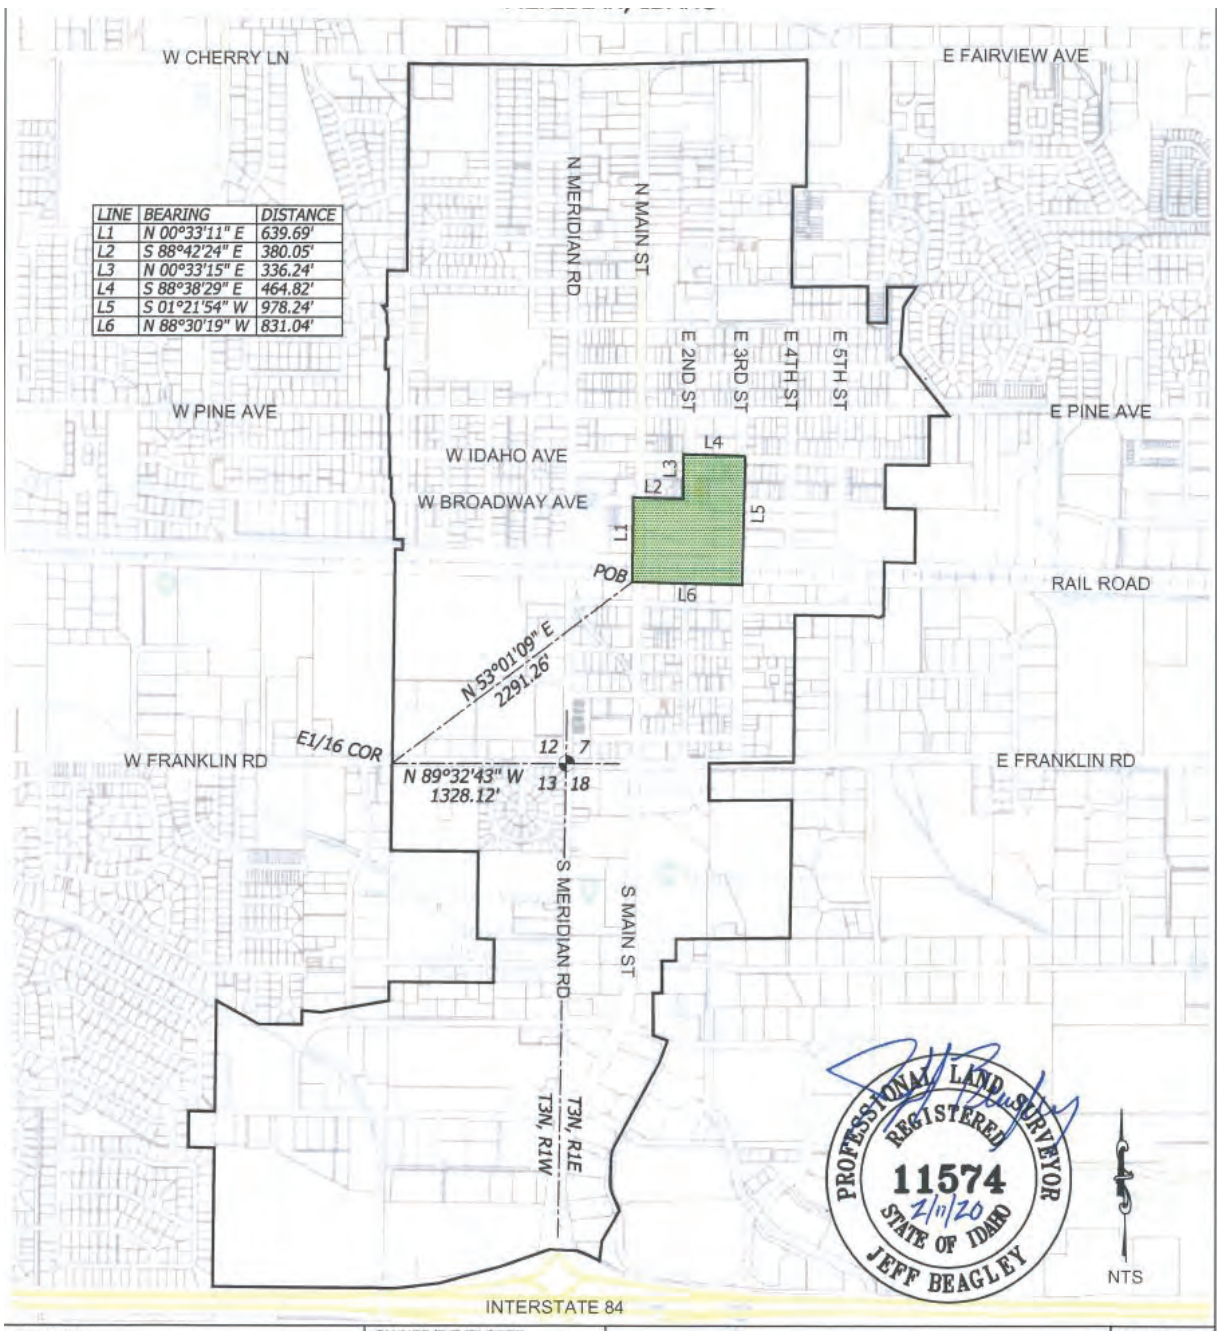 W CHERRY LN
E FAIRVIEW AVE
N MERIDIAN RD
N MAIN ST
LINE BEARING DISTANCE
L1 N 00°33'11" E 639.69'
L2 S 88°42'24" E 380.05'
L3 N 00°33'15" E 336.24'
L4 S 88°38'29" E 464.82'
L5 S 01°21'54" W 978.24'
L6 N 88°30'19" W 831.04'
E 2ND ST
E 3RD ST
E 4TH ST
E 5TH ST
W PINE AVE
E PINE AVE
W IDAHO AVE
L4
L3
W BROADWAY AVE
L2
L1
L5
POB
L6
RAIL ROAD
N 53°01'09" E
2291.26'
E1/16 COR
W FRANKLIN RD
12 7
13 18
N 89°32'43" W
1328.12'
E FRANKLIN RD
S MERIDIAN RD
S MAIN ST
T3N, R1E
T3N, R1W
PROFESSIONAL LAND SURVEYOR
REGISTERED
11574
2/11/20
STATE OF IDAHO
JEFF BEAGLEY
NTS
INTERSTATE 84